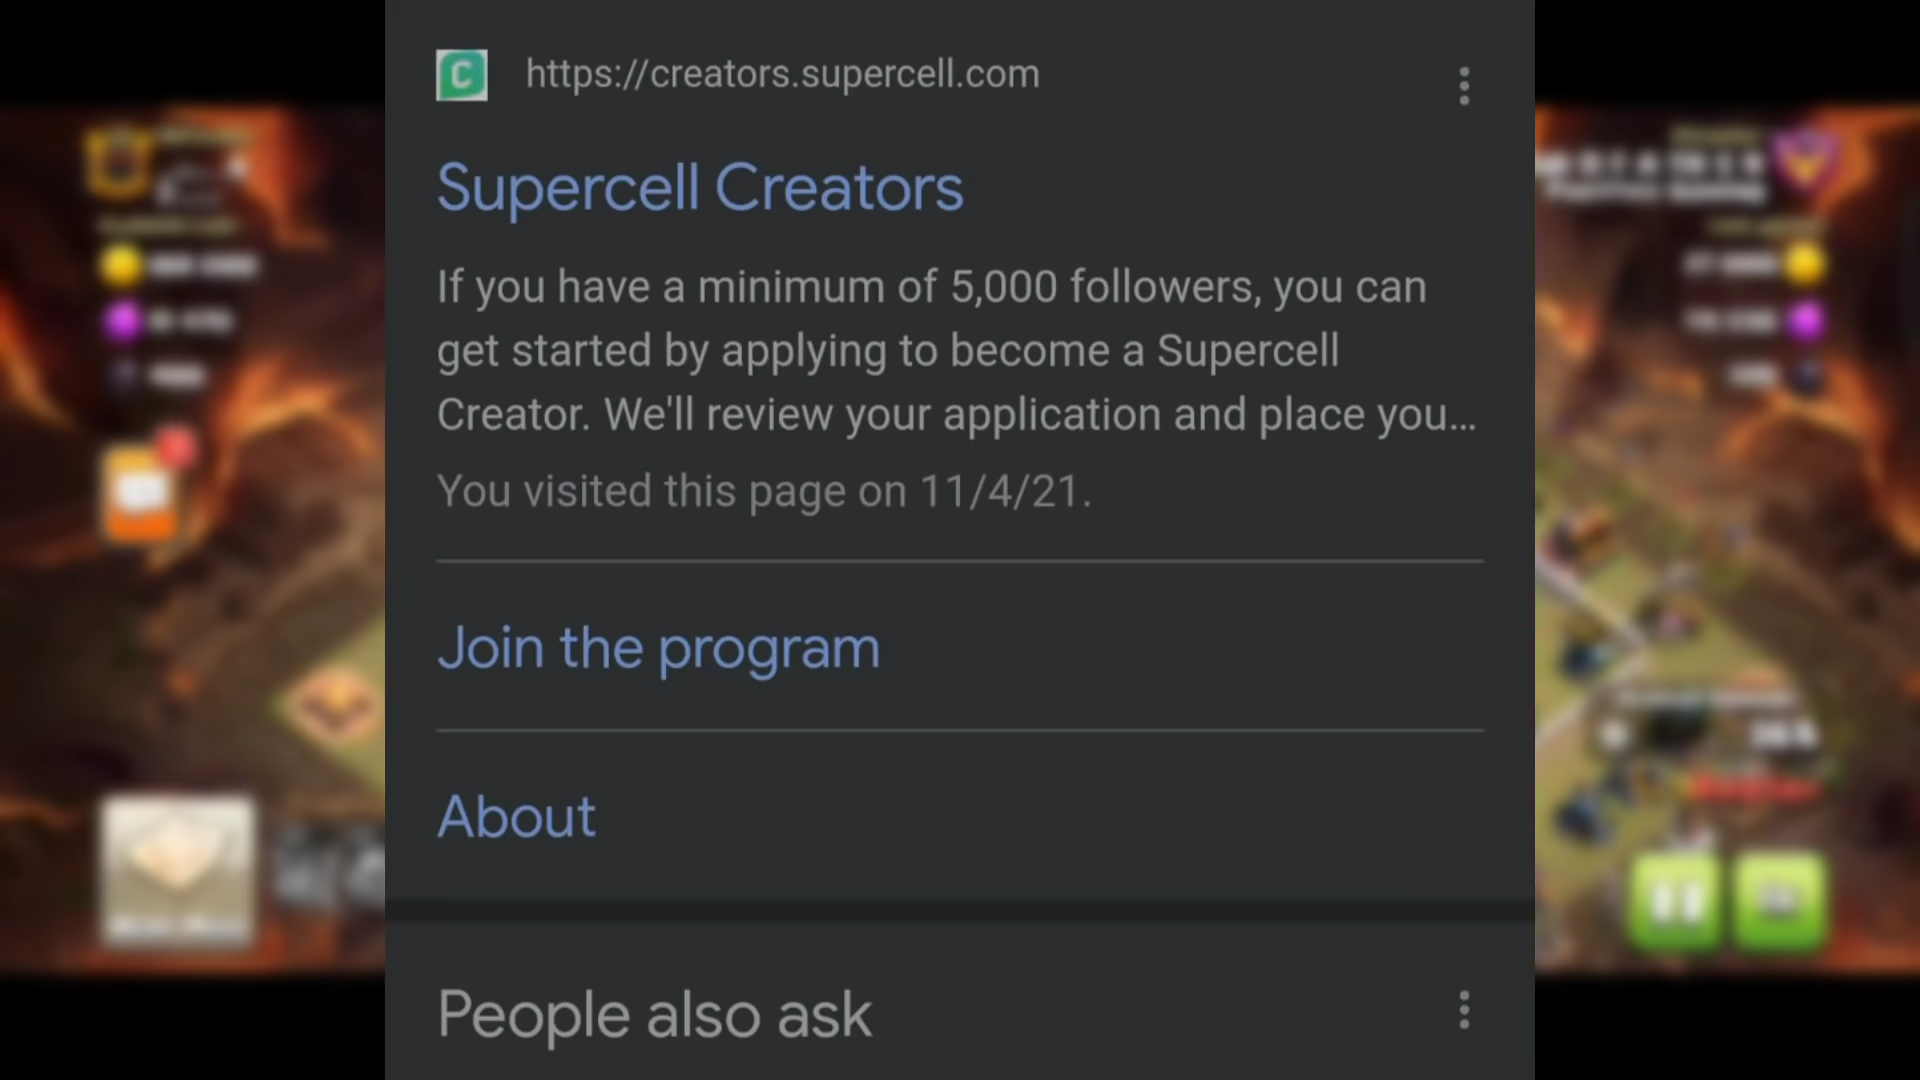 https://creators.supercell.com
Supercell Creators
If you have a minimum of 5,000 followers, you can
get started by applying to become a Supercell
Creator. We'll review your application and place you...
You visited this page on 11/4/21.
Join the program
About
People also ask